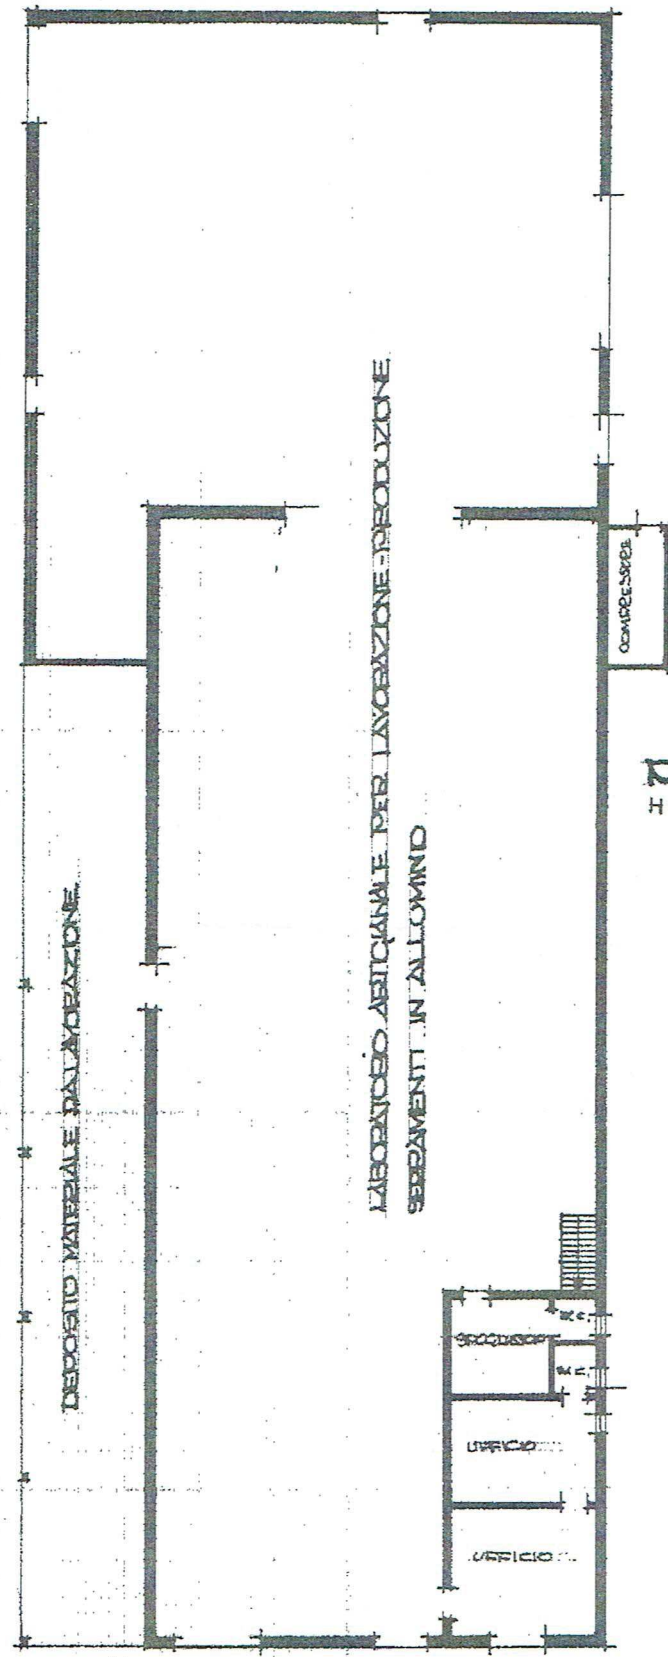 DEPOSITO MATERIALE DA LAVORAZIONE
LABORATORIO ARTIGIANALE PER LAVORAZIONE-PRODUZIONE
SERRAMENTI IN ALLUMINIO
COMPRESSORE
UFFICIO
UFFICIO